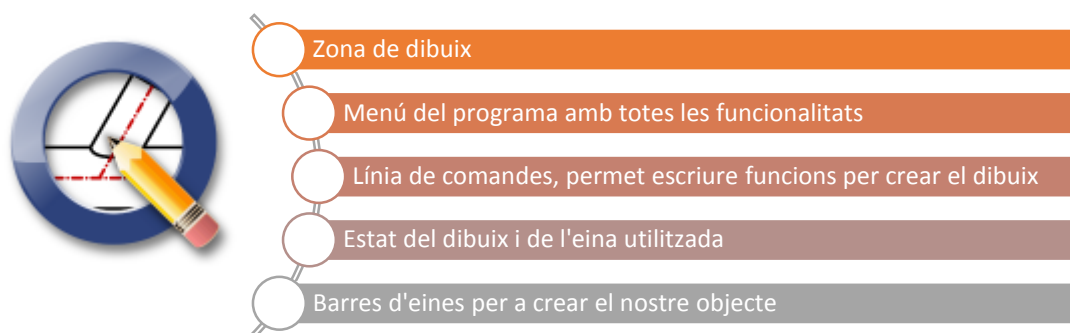 Zona de dibuix
Menú del programa amb totes les funcionalitats
Línia de comandes, permet escriure funcions per crear el dibuix
Estat del dibuix i de l'eina utilitzada
Barres d'eines per a crear el nostre objecte